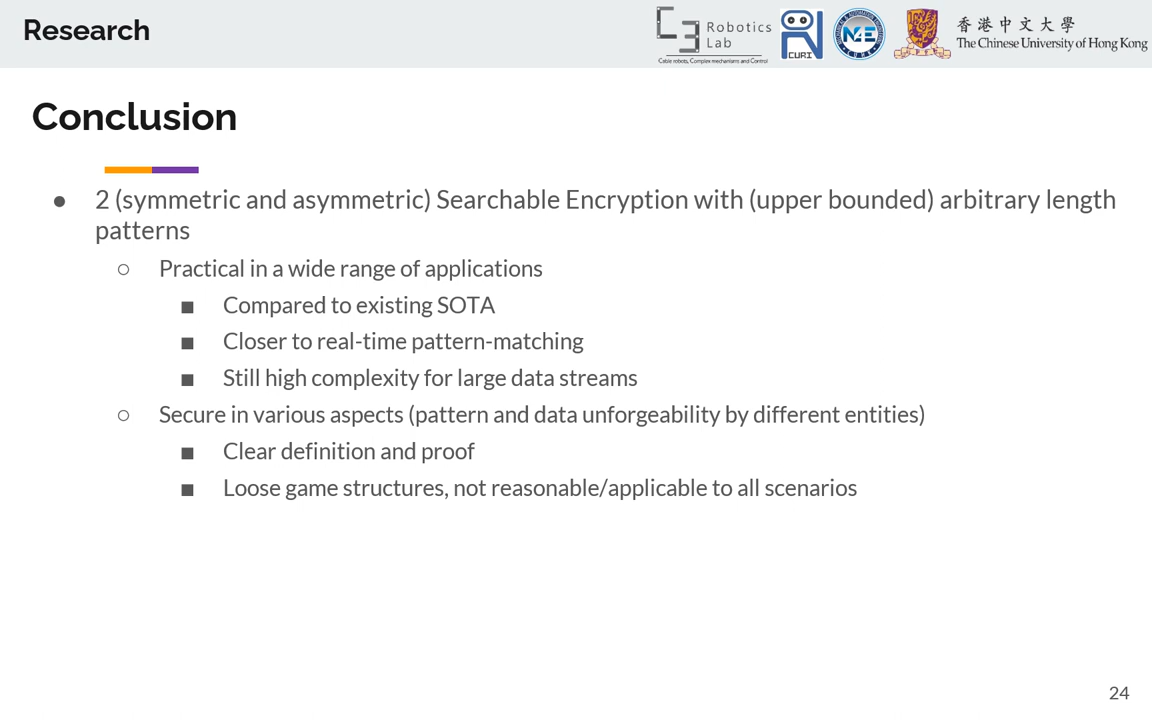 Research
C3 Robotics
Lab
Cable robots, Complex mechanisms and Control
CURI
MAE
香港中文大學
The Chinese University of Hong Kong
Conclusion
● 2 (symmetric and asymmetric) Searchable Encryption with (upper bounded) arbitrary length
patterns
○ Practical in a wide range of applications
■ Compared to existing SOTA
■ Closer to real-time pattern-matching
■ Still high complexity for large data streams
○ Secure in various aspects (pattern and data unforgeability by different entities)
■ Clear definition and proof
■ Loose game structures, not reasonable/applicable to all scenarios
24